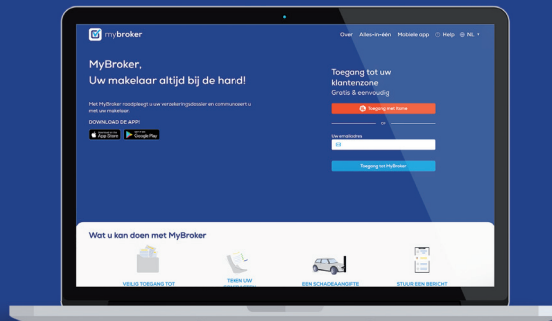 mybroker
Over Alles-in-één Mobiele app Help NL
MyBroker,
Uw makelaar altijd bij de hand!
Met MyBroker raadpleegt u uw verzekeringsdossier en communiceert u
met uw makelaar.
DOWNLOAD DE APP!
App Store
Google Play
Toegang tot uw
klantenzone
Gratis & eenvoudig
Toegang met itsme
or
Uw emailadres
Toegang tot MyBroker
Wat u kan doen met MyBroker
VEILIG TOEGANG TOT
TEKEN UW
EEN SCHADEAANGIFTE
STUUR EEN BERICHT